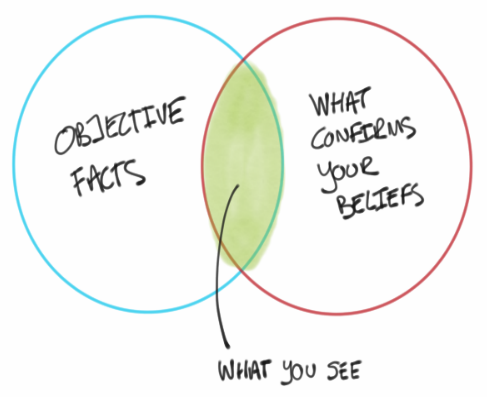 OBJECTIVE
FACTS
WHAT
CONFIRMS
YOUR
BELIEFS
WHAT YOU SEE